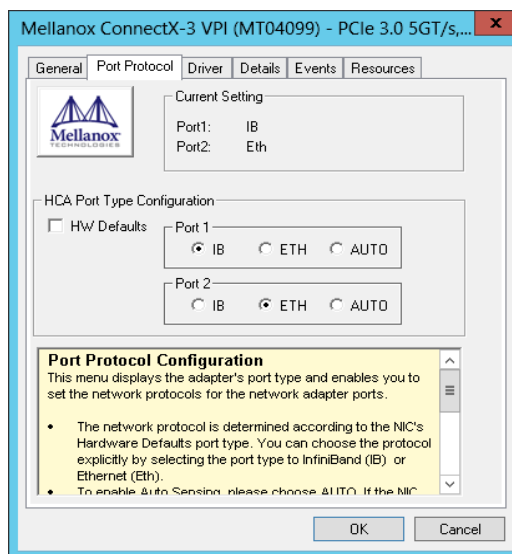 Mellanox ConnectX-3 VPI (MT04099) - PCIe 3.0 5GT/s,...
x
General
Port Protocol
Driver
Details
Events
Resources
Mellanox
TECHNOLOGIES
Current Setting
Port1: IB
Port2: Eth
HCA Port Type Configuration
HW Defaults
Port 1
IB ETH AUTO
Port 2
IB ETH AUTO
Port Protocol Configuration
This menu displays the adapter's port type and enables you to
set the network protocols for the network adapter ports.
• The network protocol is determined according to the NIC's
Hardware Defaults port type. You can choose the protocol
explicitly by selecting the port type to InfiniBand (IB) or
Ethernet (Eth).
• To enable Auto Sensing, please choose AUTO. If the NIC
OK
Cancel